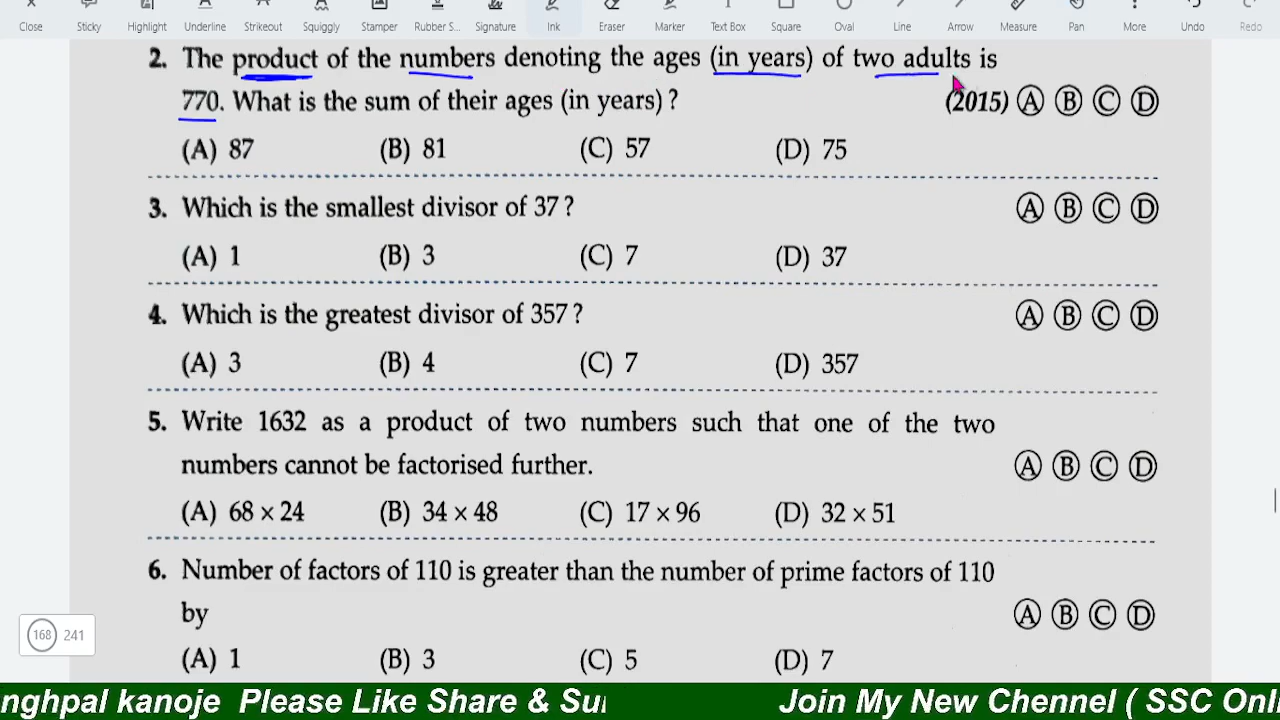 Close Sticky Highlight Underline Strikeout Squiggly Stamper Rubber S... Signature Ink Eraser Marker Text Box Square Oval Line Arrow Measure Pan More Undo Redo
2. The product of the numbers denoting the ages (in years) of two adults is
770. What is the sum of their ages (in years) ? (2015) Ⓐ Ⓑ Ⓒ Ⓓ
(A) 87 (B) 81 (C) 57 (D) 75
3. Which is the smallest divisor of 37 ? Ⓐ Ⓑ Ⓒ Ⓓ
(A) 1 (B) 3 (C) 7 (D) 37
4. Which is the greatest divisor of 357 ? Ⓐ Ⓑ Ⓒ Ⓓ
(A) 3 (B) 4 (C) 7 (D) 357
5. Write 1632 as a product of two numbers such that one of the two
numbers cannot be factorised further. Ⓐ Ⓑ Ⓒ Ⓓ
(A) 68 × 24 (B) 34 × 48 (C) 17 × 96 (D) 32 × 51
6. Number of factors of 110 is greater than the number of prime factors of 110
by Ⓐ Ⓑ Ⓒ Ⓓ
168 241
(A) 1 (B) 3 (C) 5 (D) 7
nghpal kanoje Please Like Share & Su Join My New Channel ( SSC Onl